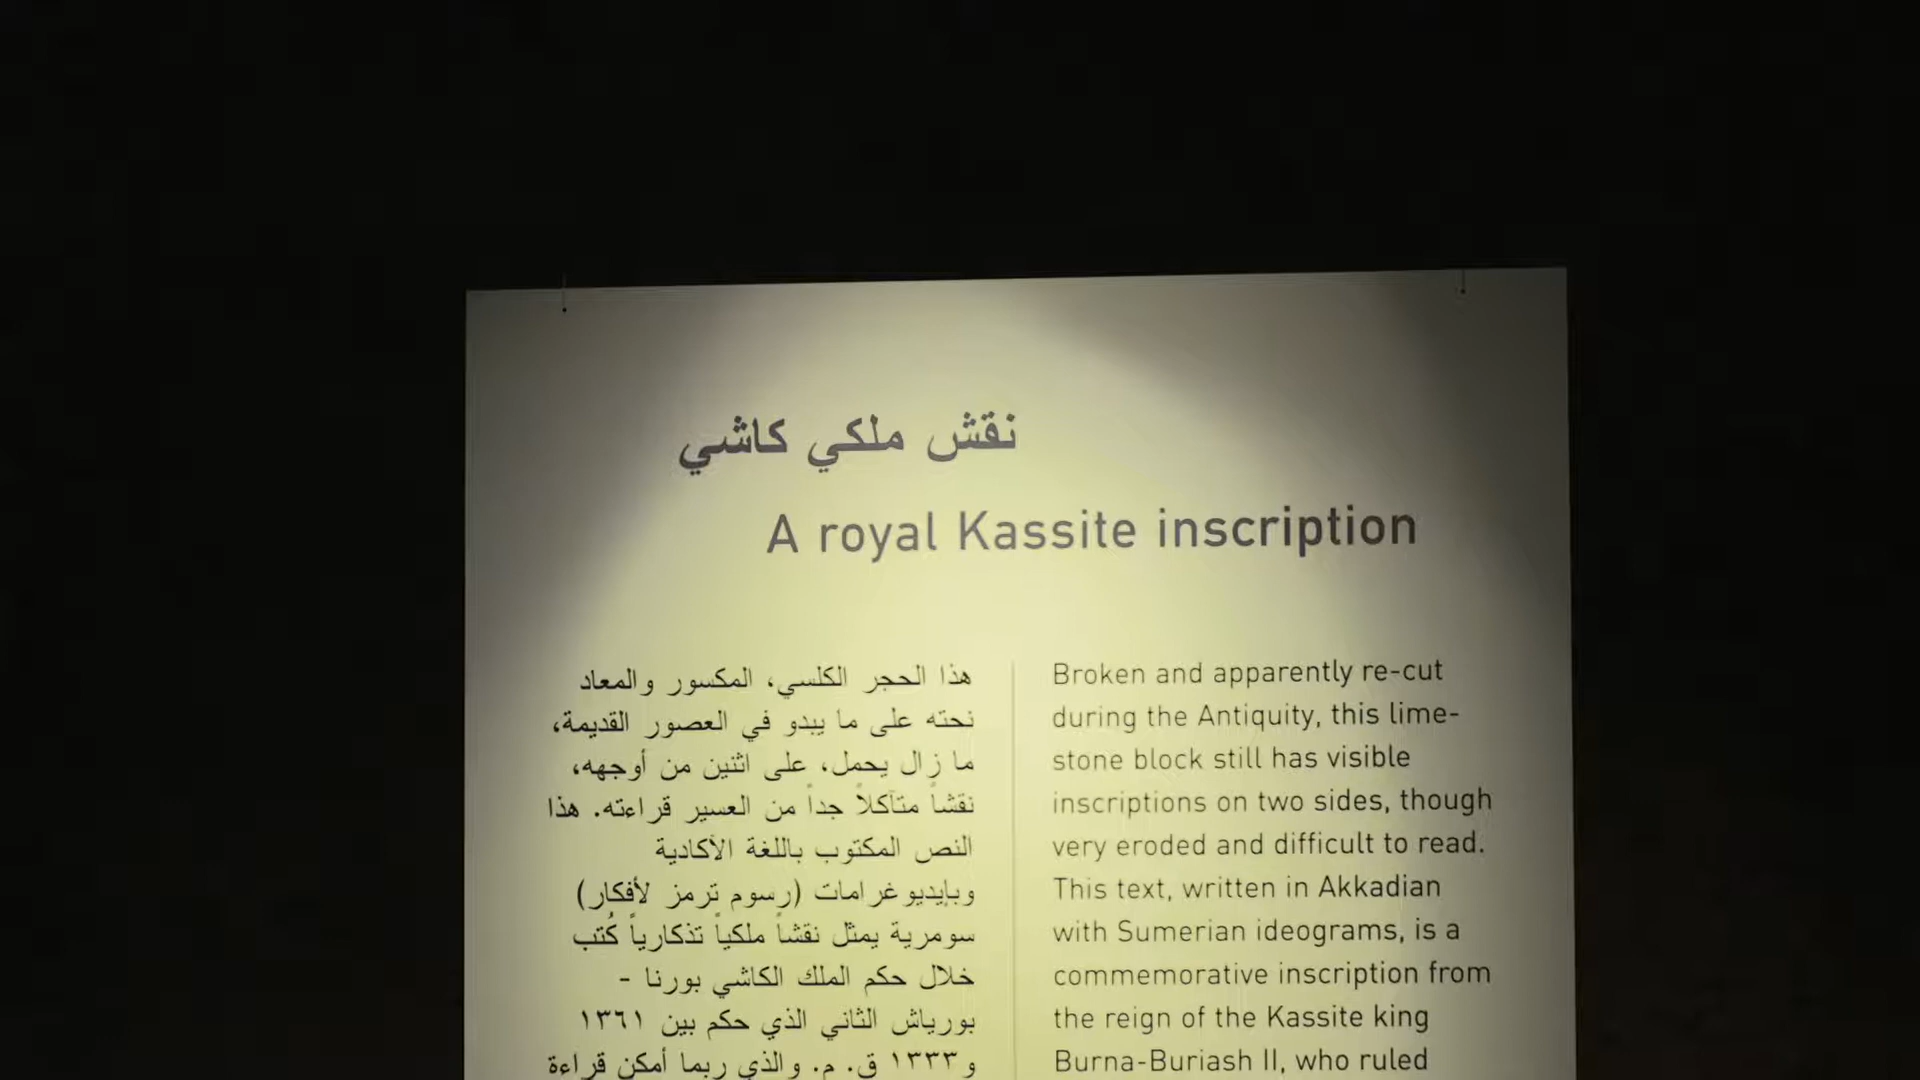 نقش ملكي كاشي
A royal Kassite inscription
هذا الحجر الكلسي، المكسور والمعاد
نحته على ما يبدو في العصور القديمة،
ما زال يحمل، على اثنين من أوجهه،
نقشاً متآكلاً جداً من العسير قراءته. هذا
النص المكتوب باللغة الأكادية
وبإيديوغرامات (رسوم ترمز لأفكار)
سومرية يمثل نقشاً ملكياً تذكارياً كُتب
خلال حكم الملك الكاشي بورنا -
بورياش الثاني الذي حكم بين ١٣٦١
و١٣٣٣ ق. م. والذي ربما أمكن قراءة
Broken and apparently re-cut
during the Antiquity, this lime-
stone block still has visible
inscriptions on two sides, though
very eroded and difficult to read.
This text, written in Akkadian
with Sumerian ideograms, is a
commemorative inscription from
the reign of the Kassite king
Burna-Buriash II, who ruled